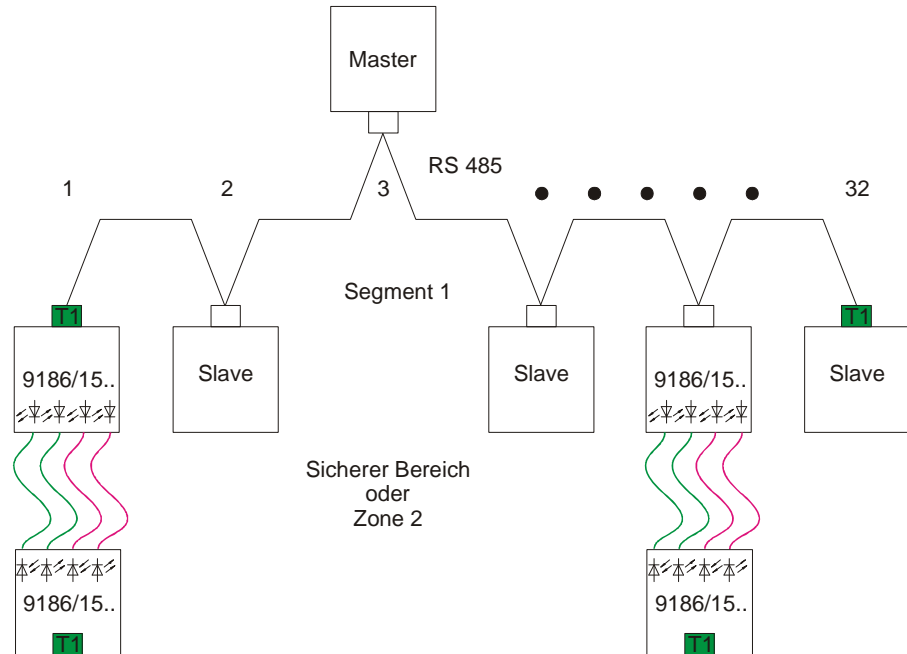 Master
RS 485
1
2
3
32
Segment 1
T1
T1
9186/15..
Slave
Slave
9186/15..
Slave
Sicherer Bereich
oder
Zone 2
9186/15..
9186/15..
T1
T1